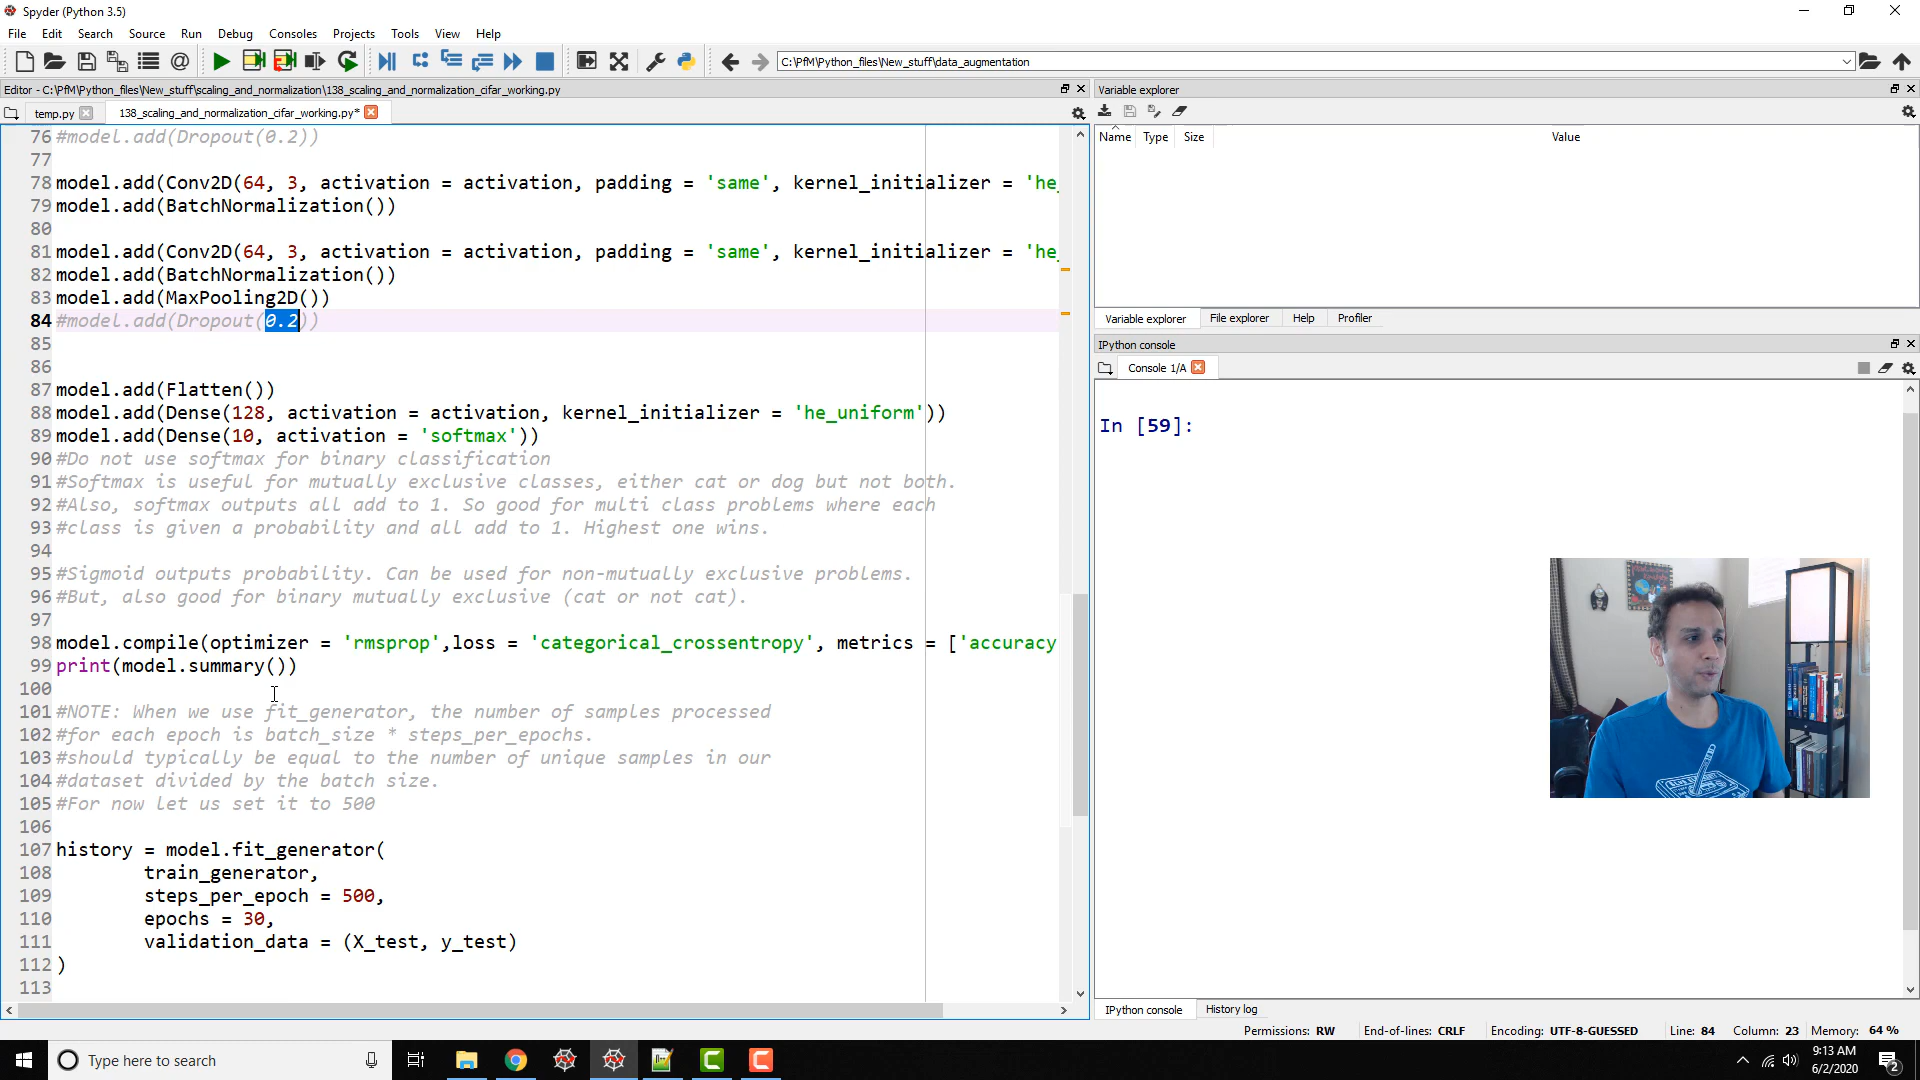 Spyder (Python 3.5)
File Edit Search Source Run Debug Consoles Projects Tools View Help
C:\PfM\Python_files\New_stuff\data_augmentation
Editor - C:\PfM\Python_files\New_stuff\scaling_and_normalization\138_scaling_and_normalization_cifar_working.py
temp.py
138_scaling_and_normalization_cifar_working.py*
76 #model.add(Dropout(0.2))
77
78 model.add(Conv2D(64, 3, activation = activation, padding = 'same', kernel_initializer = 'he_
79 model.add(BatchNormalization())
80
81 model.add(Conv2D(64, 3, activation = activation, padding = 'same', kernel_initializer = 'he_
82 model.add(BatchNormalization())
83 model.add(MaxPooling2D())
84 #model.add(Dropout(0.2))
85
86
87 model.add(Flatten())
88 model.add(Dense(128, activation = activation, kernel_initializer = 'he_uniform'))
89 model.add(Dense(10, activation = 'softmax'))
90 #Do not use softmax for binary classification
91 #Softmax is useful for mutually exclusive classes, either cat or dog but not both.
92 #Also, softmax outputs all add to 1. So good for multi class problems where each
93 #class is given a probability and all add to 1. Highest one wins.
94
95 #Sigmoid outputs probability. Can be used for non-mutually exclusive problems.
96 #But, also good for binary mutually exclusive (cat or not cat).
97
98 model.compile(optimizer = 'rmsprop',loss = 'categorical_crossentropy', metrics = ['accuracy
99 print(model.summary())
100
101 #NOTE: When we use fit_generator, the number of samples processed
102 #for each epoch is batch_size * steps_per_epochs.
103 #should typically be equal to the number of unique samples in our
104 #dataset divided by the batch size.
105 #For now let us set it to 500
106
107 history = model.fit_generator(
108 train_generator,
109 steps_per_epoch = 500,
110 epochs = 30,
111 validation_data = (X_test, y_test)
112 )
113
Variable explorer
Name Type Size Value
Variable explorer File explorer Help Profiler
IPython console
Console 1/A
In [59]:
IPython console History log
Permissions: RW End-of-lines: CRLF Encoding: UTF-8-GUESSED Line: 84 Column: 23 Memory: 64 %
Type here to search
9:13 AM
6/2/2020
2